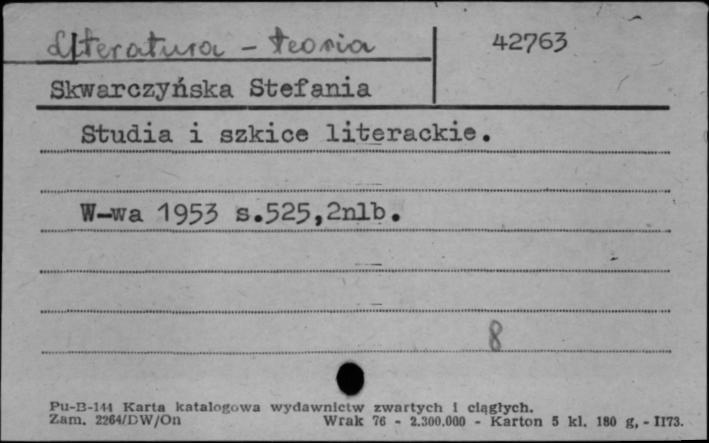 Literatura - teoria
42763
Skwarczyńska Stefania
Studia i szkice literackie.
W-wa 1953 s.525,2nlb.
8
Pu-B-144 Karta katalogowa wydawnictw zwartych i ciągłych.
Zam. 2264/DW/On Wrak 76 - 2.300.000 - Karton 5 kl. 180 g, - II73.